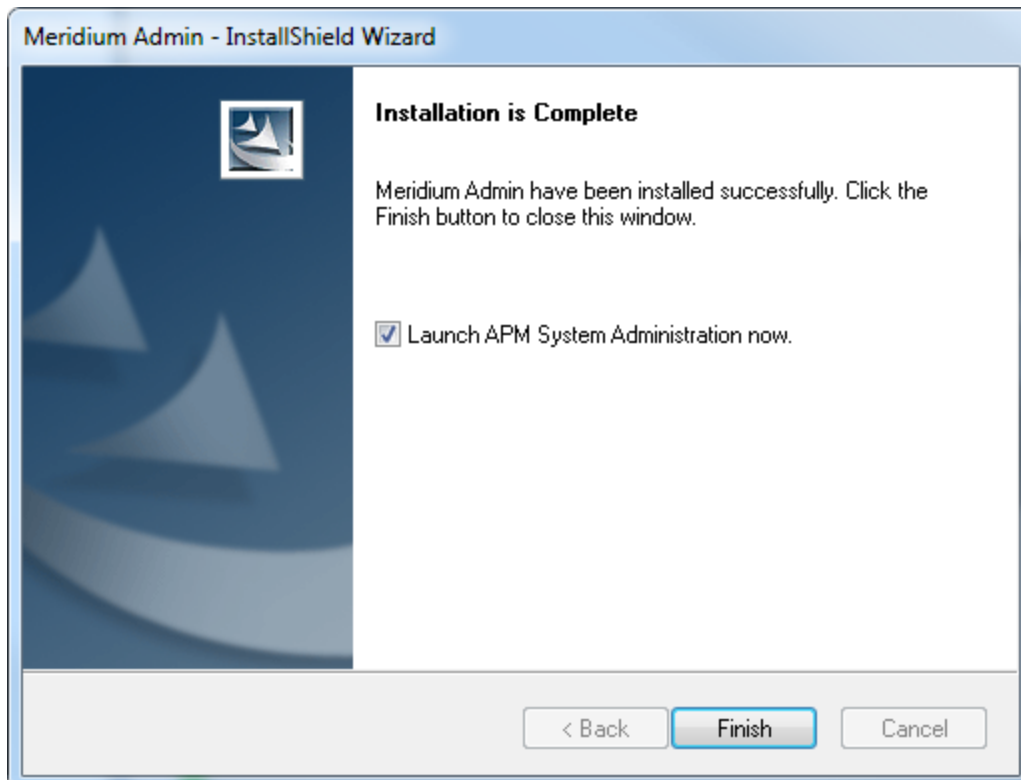 Meridium Admin - InstallShield Wizard
Installation is Complete
Meridium Admin have been installed successfully. Click the
Finish button to close this window.
Launch APM System Administration now.
< Back
Finish
Cancel